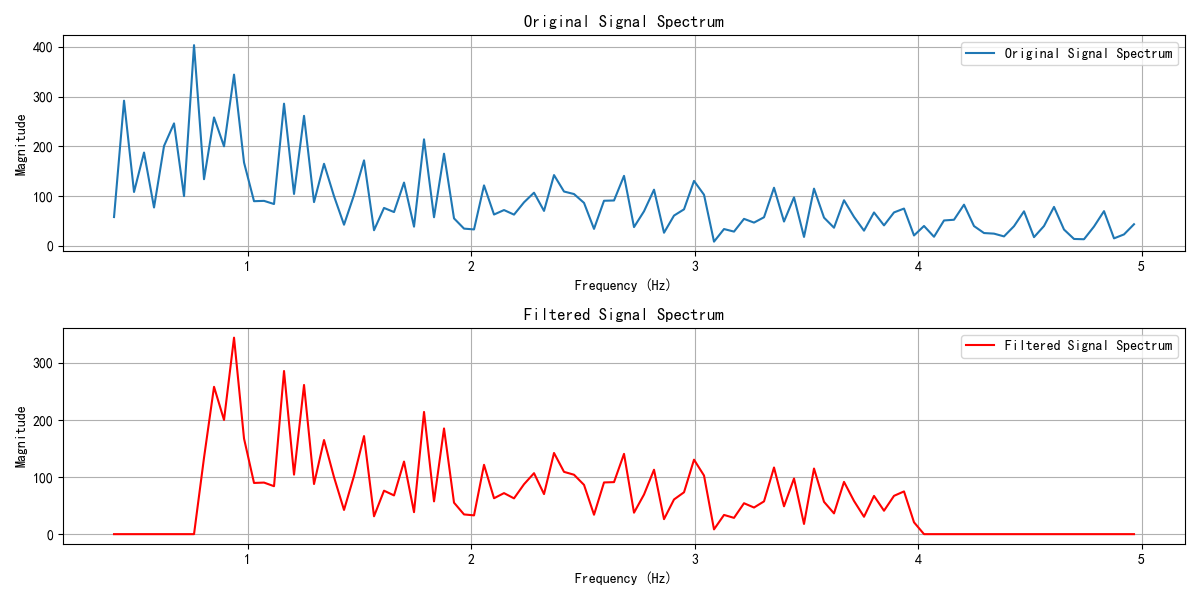 Original Signal Spectrum
400
300
200
100
0
Magnitude
Original Signal Spectrum
1
2
3
4
5
Frequency (Hz)
Filtered Signal Spectrum
300
200
100
0
Magnitude
Filtered Signal Spectrum
1
2
3
4
5
Frequency (Hz)